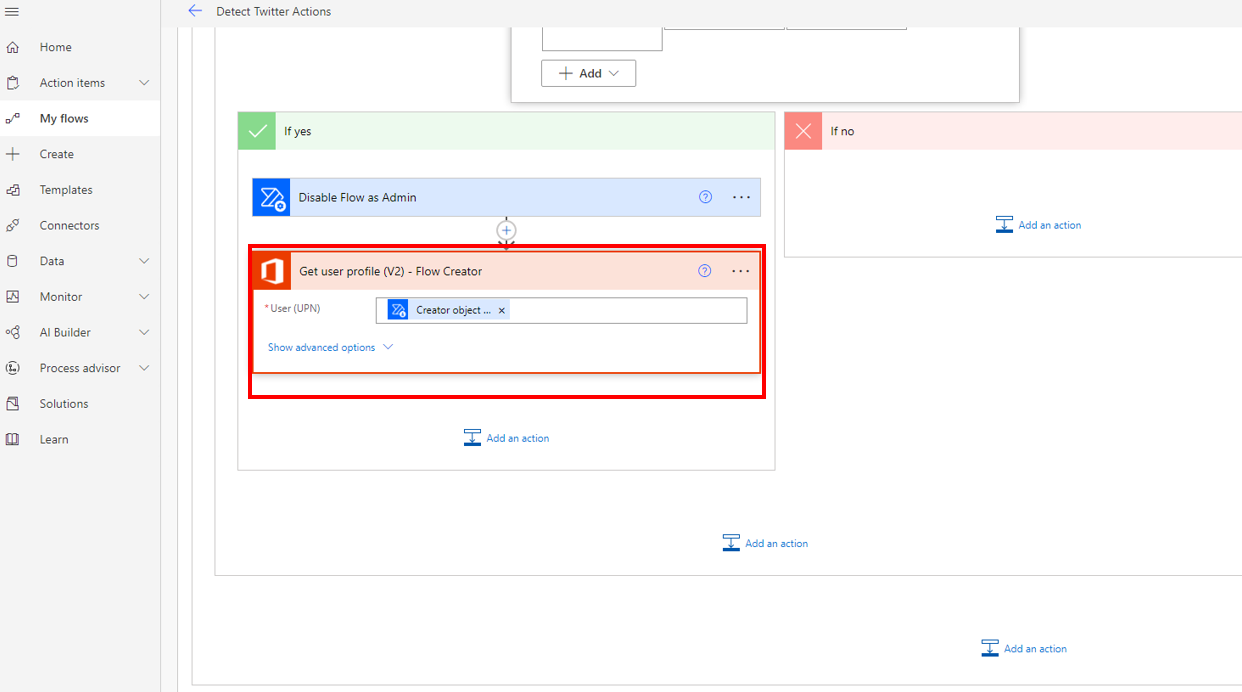 Detect Twitter Actions
Home
Action items
My flows
Create
Templates
Connectors
Data
Monitor
AI Builder
Process advisor
Solutions
Learn
Add
If yes
If no
Disable Flow as Admin
Add an action
Get user profile (V2) - Flow Creator
* User (UPN)
Creator object ... ×
Show advanced options
Add an action
Add an action
Add an action